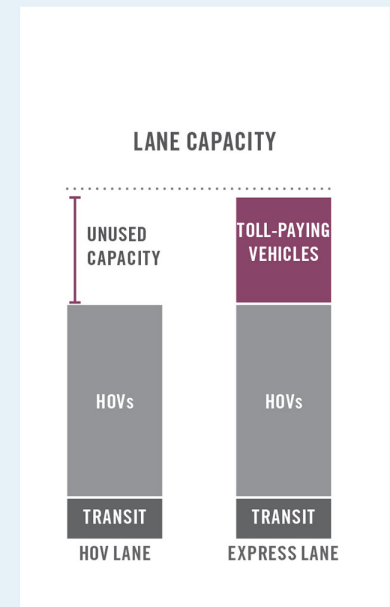 LANE CAPACITY
UNUSED
CAPACITY
TOLL-PAYING
VEHICLES
HOVs
HOVs
TRANSIT
TRANSIT
HOV LANE
EXPRESS LANE